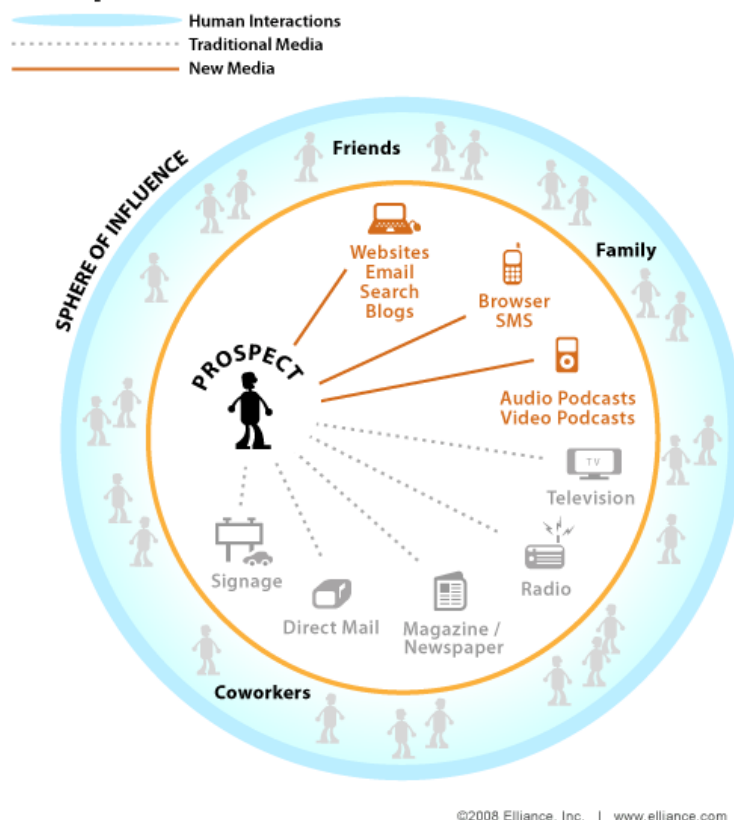 Human Interactions
Traditional Media
New Media
SPHERE OF INFLUENCE
Friends
Family
Websites
Email
Search
Blogs
Browser
SMS
PROSPECT
Audio Podcasts
Video Podcasts
TV
Television
Signage
Radio
Direct Mail
Magazine /
Newspaper
Coworkers
©2008 Elliance, Inc. | www.elliance.com